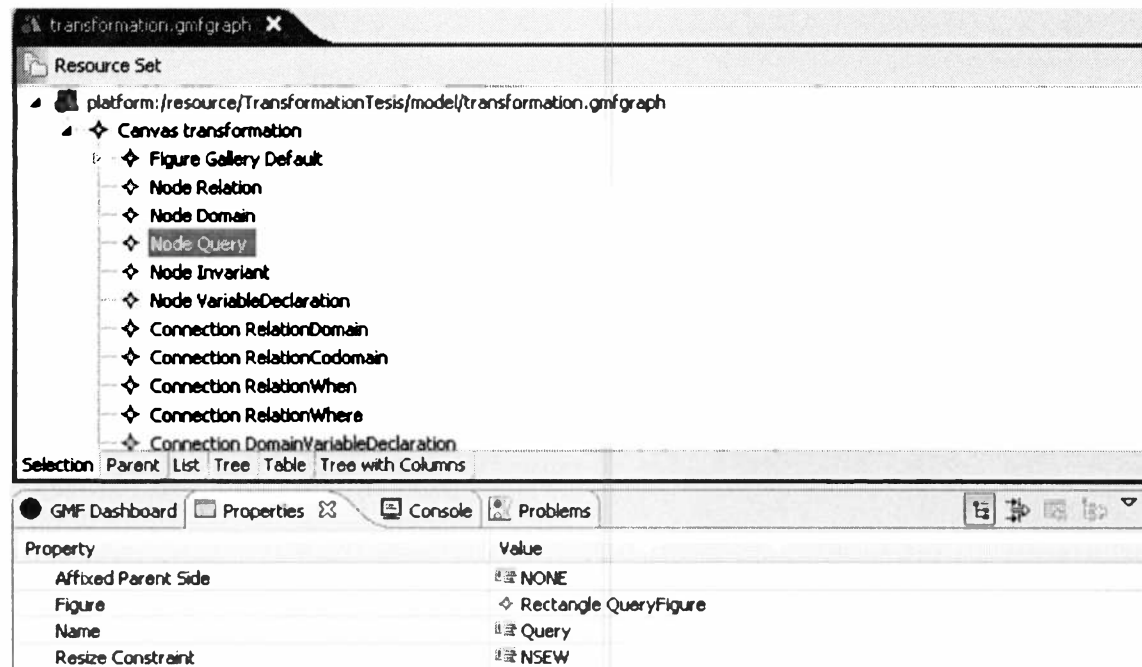 transformation.gmfgraph
Resource Set
platform:/resource/TransformationTesis/model/transformation.gmfgraph
Canvas transformation
Figure Gallery Default
Node Relation
Node Domain
Node Query
Node Invariant
Node VariableDeclaration
Connection RelationDomain
Connection RelationCodomain
Connection RelationWhen
Connection RelationWhere
Connection DomainVariableDeclaration
Selection Parent List Tree Table Tree with Columns
GMF Dashboard Properties Console Problems
Property Value
Affixed Parent Side NONE
Figure Rectangle QueryFigure
Name Query
Resize Constraint NSEW